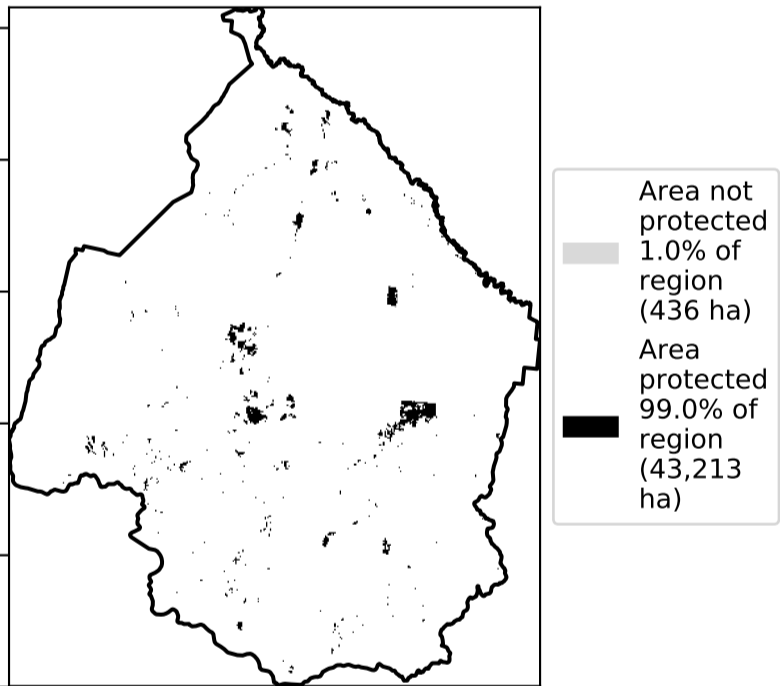 Area not
protected
1.0% of
region
(436 ha)
Area
protected
99.0% of
region
(43,213
ha)